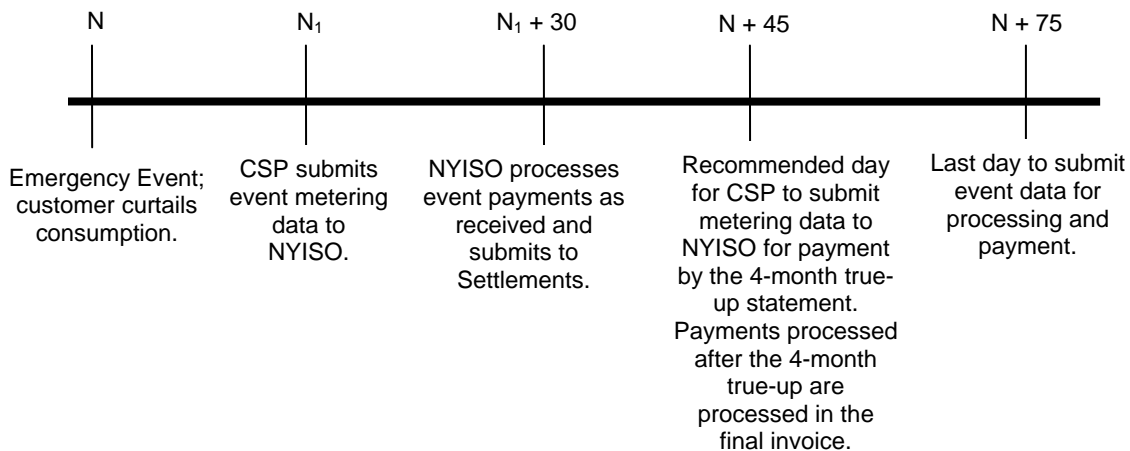 N
N₁
N₁ + 30
N + 45
N + 75
Emergency Event;
customer curtails
consumption.
CSP submits
event metering
data to
NYISO.
NYISO processes
event payments as
received and
submits to
Settlements.
Recommended day
for CSP to submit
metering data to
NYISO for payment
by the 4-month true-
up statement.
Payments processed
after the 4-month
true-up are
processed in the
final invoice.
Last day to submit
event data for
processing and
payment.